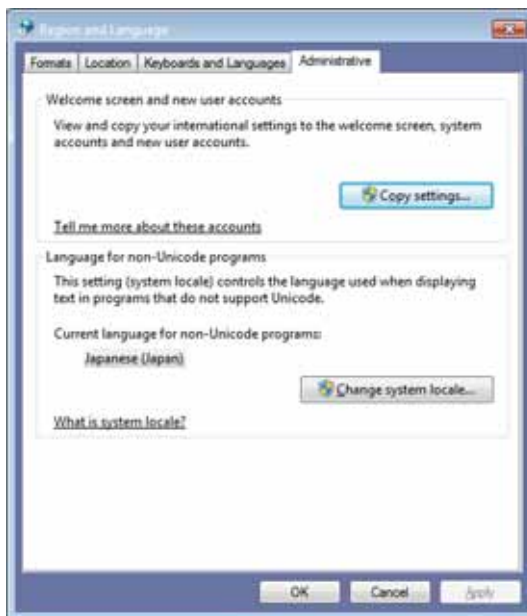 Region and Language
Formats Location Keyboards and Languages Administrative
Welcome screen and new user accounts
View and copy your international settings to the welcome screen, system
accounts and new user accounts.
Copy settings...
Tell me more about these accounts
Language for non-Unicode programs
This setting (system locale) controls the language used when displaying
text in programs that do not support Unicode.
Current language for non-Unicode programs:
Japanese (Japan)
Change system locale...
What is system locale?
OK Cancel Apply